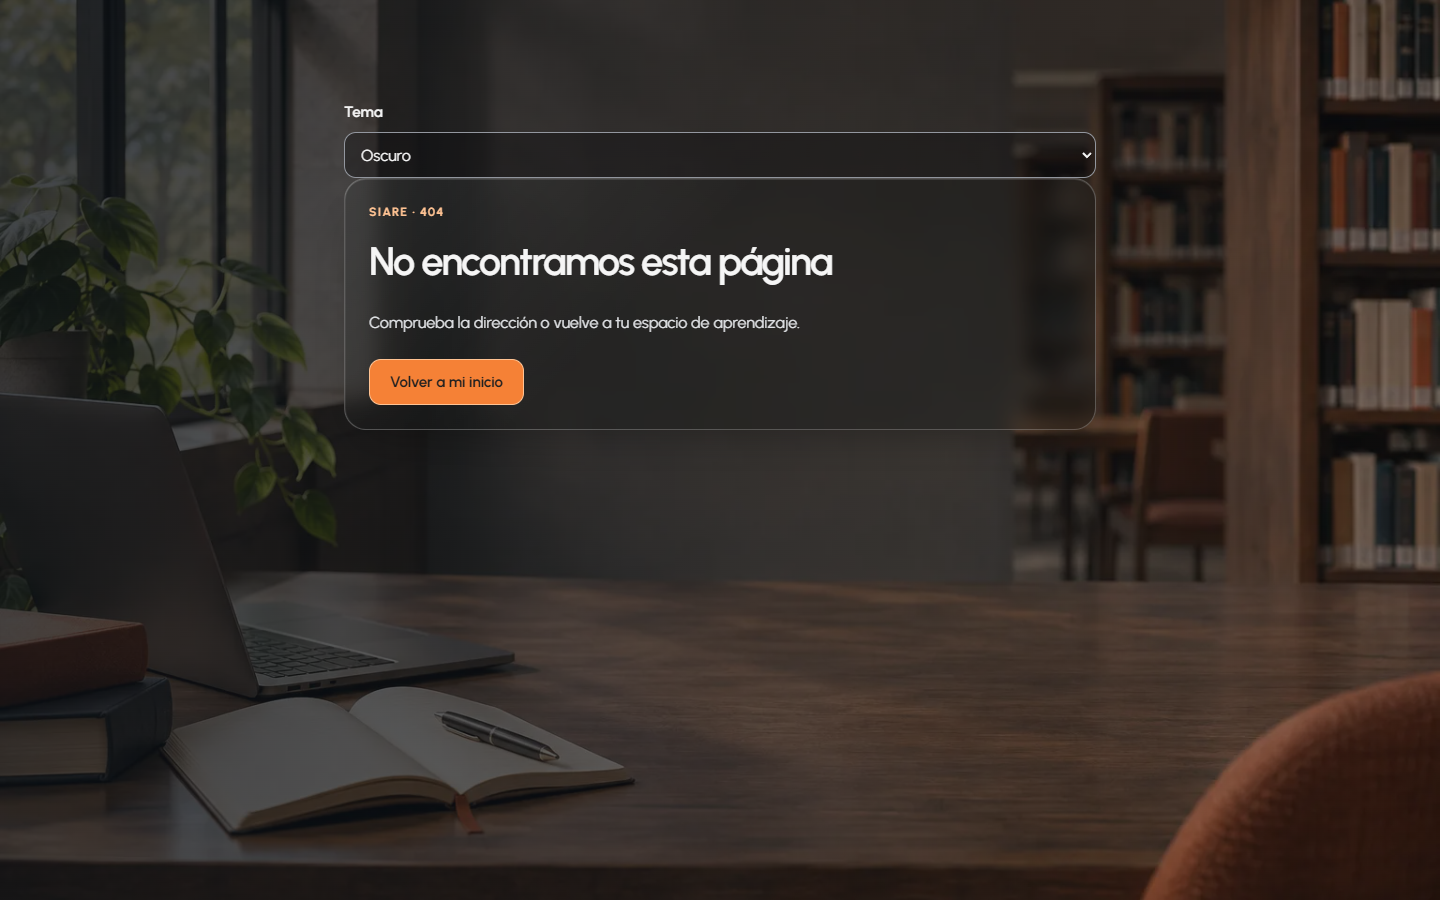 Tema
Oscuro
SIARE · 404
No encontramos esta página
Comprueba la dirección o vuelve a tu espacio de aprendizaje.
Volver a mi inicio